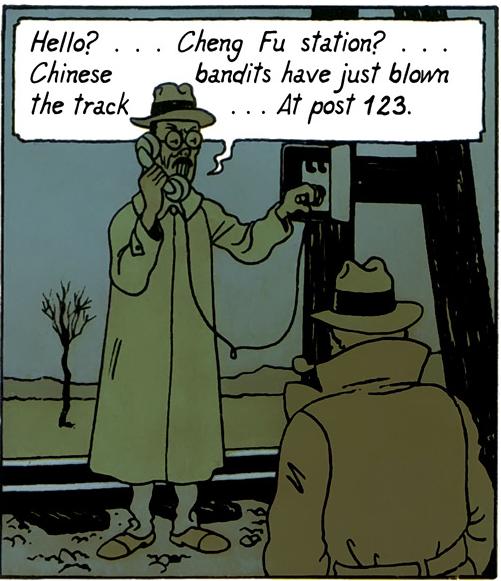 Hello? . . . Cheng Fu station? . . .
Chinese bandits have just blown
the track . . . At post 123.